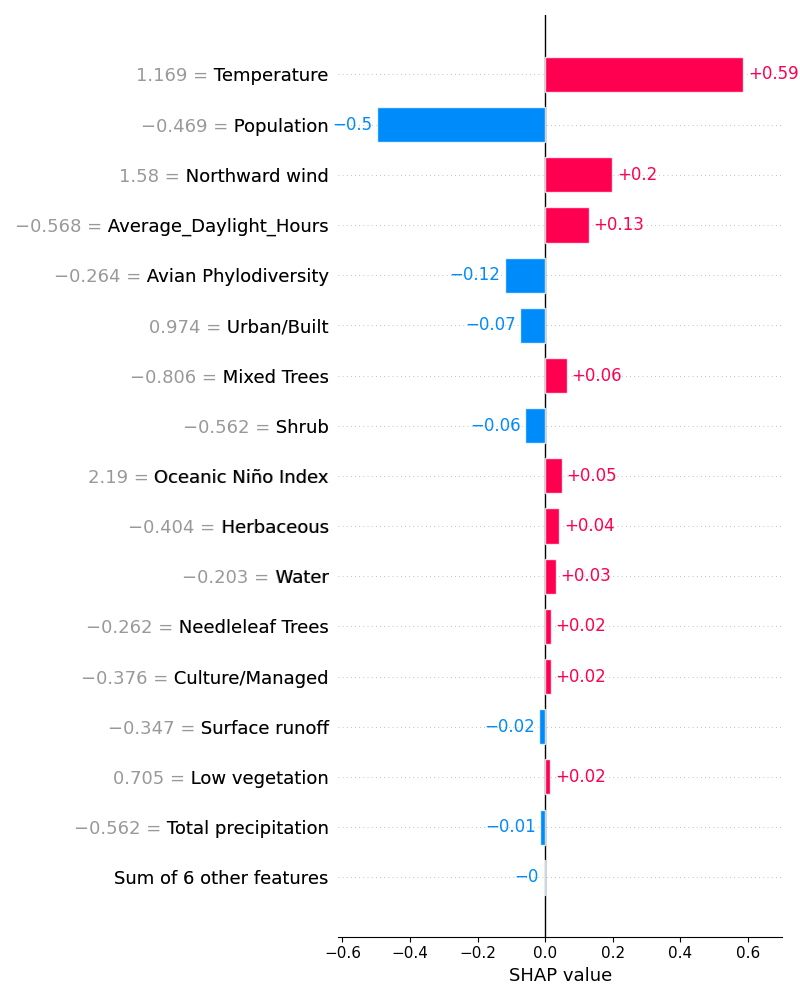 1.169 = Temperature +0.59
−0.469 = Population −0.5
1.58 = Northward wind +0.2
−0.568 = Average_Daylight_Hours +0.13
−0.264 = Avian Phylodiversity −0.12
0.974 = Urban/Built −0.07
−0.806 = Mixed Trees +0.06
−0.562 = Shrub −0.06
2.19 = Oceanic Niño Index +0.05
−0.404 = Herbaceous +0.04
−0.203 = Water +0.03
−0.262 = Needleleaf Trees +0.02
−0.376 = Culture/Managed +0.02
−0.347 = Surface runoff −0.02
0.705 = Low vegetation +0.02
−0.562 = Total precipitation −0.01
Sum of 6 other features −0
−0.6 −0.4 −0.2 0.0 0.2 0.4 0.6
SHAP value